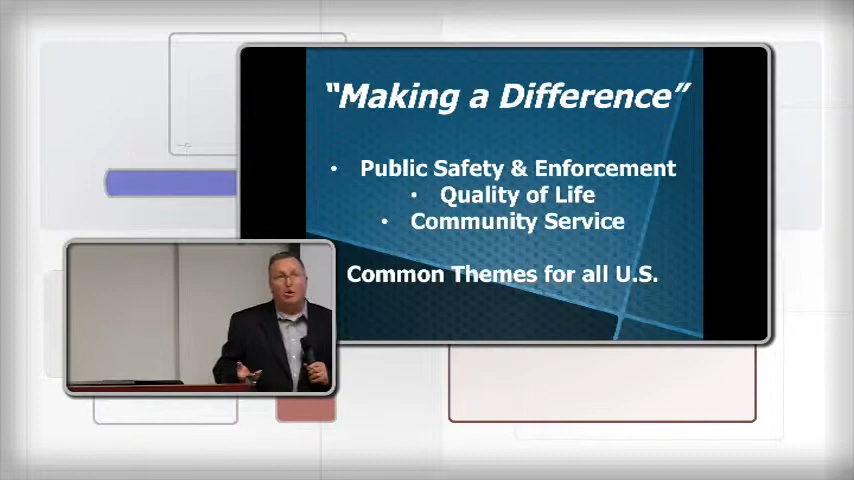 “Making a Difference”
• Public Safety & Enforcement
• Quality of Life
• Community Service
Common Themes for all U.S.